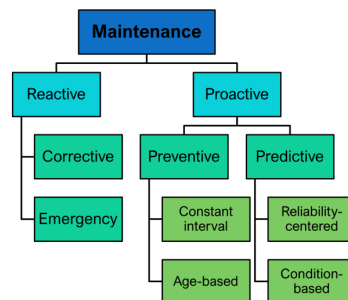 Maintenance
Reactive
Proactive
Corrective
Preventive
Predictive
Emergency
Constant
interval
Reliability-
centered
Age-based
Condition-
based